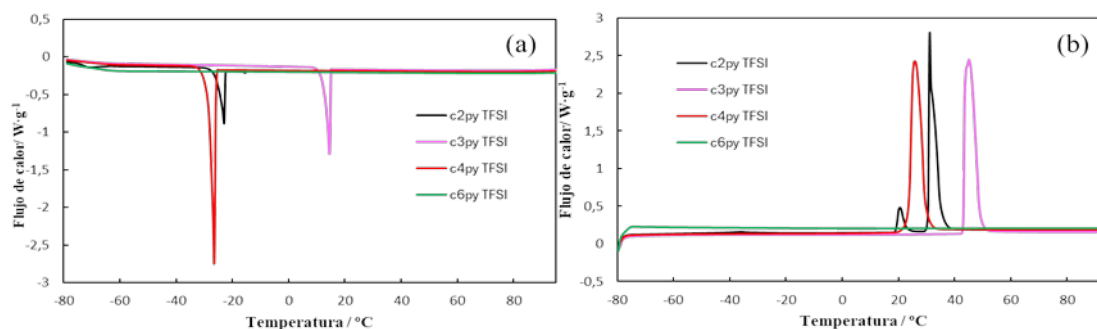 (a)
0,5
0
-0,5
-1
-1,5
-2
-2,5
-3
Flujo de calor/ W·g-1
c2py TFSI
c3py TFSI
c4py TFSI
c6py TFSI
-80 -60 -40 -20 0 20 40 60 80
Temperatura / ºC
(b)
3
2,5
2
1,5
1
0,5
0
0,5
Flujo de calor/ W·g-1
c2py TFSI
c3py TFSI
c4py TFSI
c6py TFSI
-80 -60 -40 -20 0 20 40 60 80
Temperatura / ºC